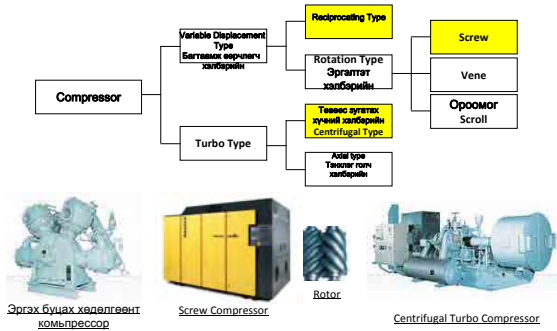 Reciprocating Type
Variable Displacement
Type
Багтаамж өөрчлөгч
хэлбэрийн
Screw
Rotation Type
Эргэлтэт
хэлбэрийн
Vene
Compressor
Ороомог
Scroll
Төвөөс зугатах
хүчний хэлбэрийн
Centrifugal Type
Turbo Type
Axial type
Тэнхлэг голч
хэлбэрийн
Эргэх буцах хөдөлгөөнт
компьпрессор
Screw Compressor
Rotor
Centrifugal Turbo Compressor